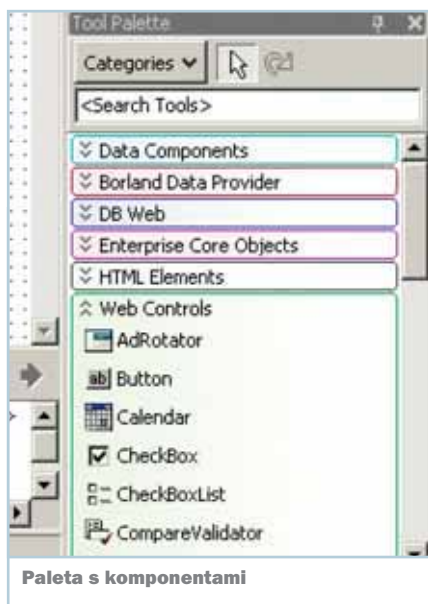 Tool Palette
Categories
<Search Tools>
Data Components
Borland Data Provider
DB Web
Enterprise Core Objects
HTML Elements
Web Controls
AdRotator
ab Button
Calendar
CheckBox
CheckBoxList
CompareValidator
Paleta s komponentami